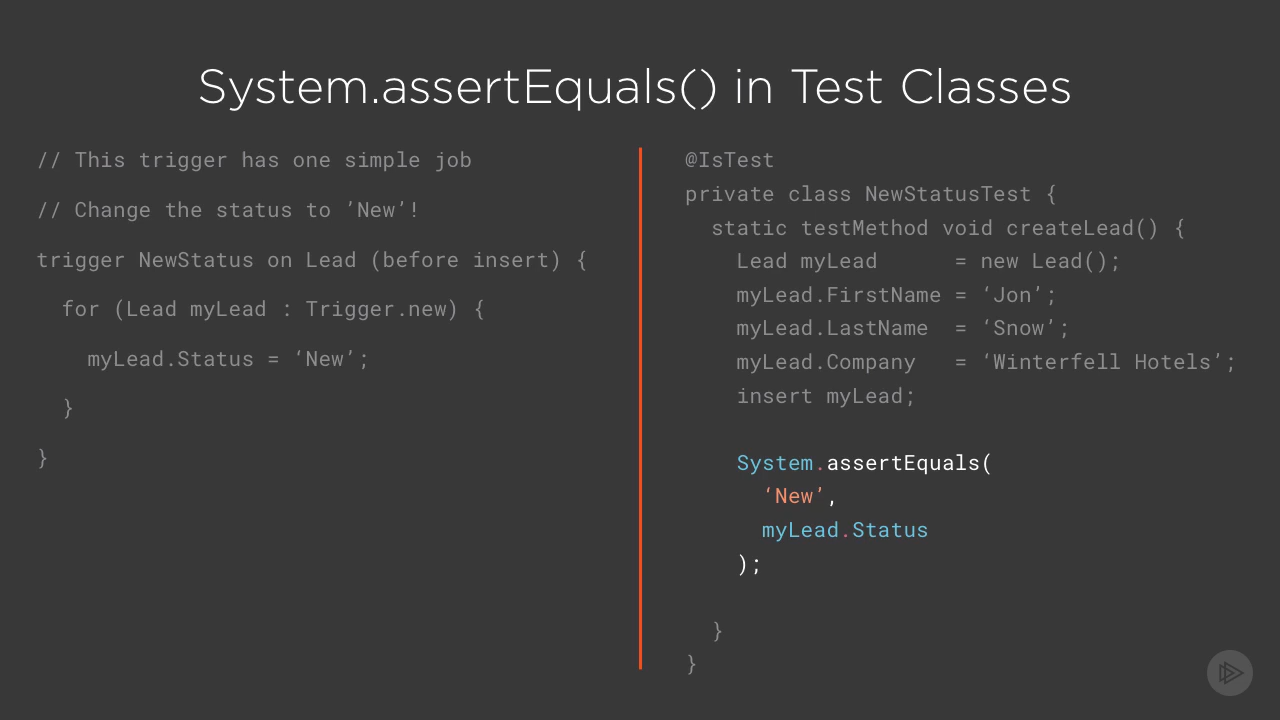 System.assertEquals() in Test Classes
// This trigger has one simple job
// Change the status to ’New’!
trigger NewStatus on Lead (before insert) {
  for (Lead myLead : Trigger.new) {
    myLead.Status = ‘New’;
  }
}
@IsTest
private class NewStatusTest {
  static testMethod void createLead() {
    Lead myLead      = new Lead();
    myLead.FirstName = ‘Jon’;
    myLead.LastName  = ‘Snow’;
    myLead.Company   = ‘Winterfell Hotels’;
    insert myLead;
    System.assertEquals(
      ‘New’,
      myLead.Status
    );
  }
}